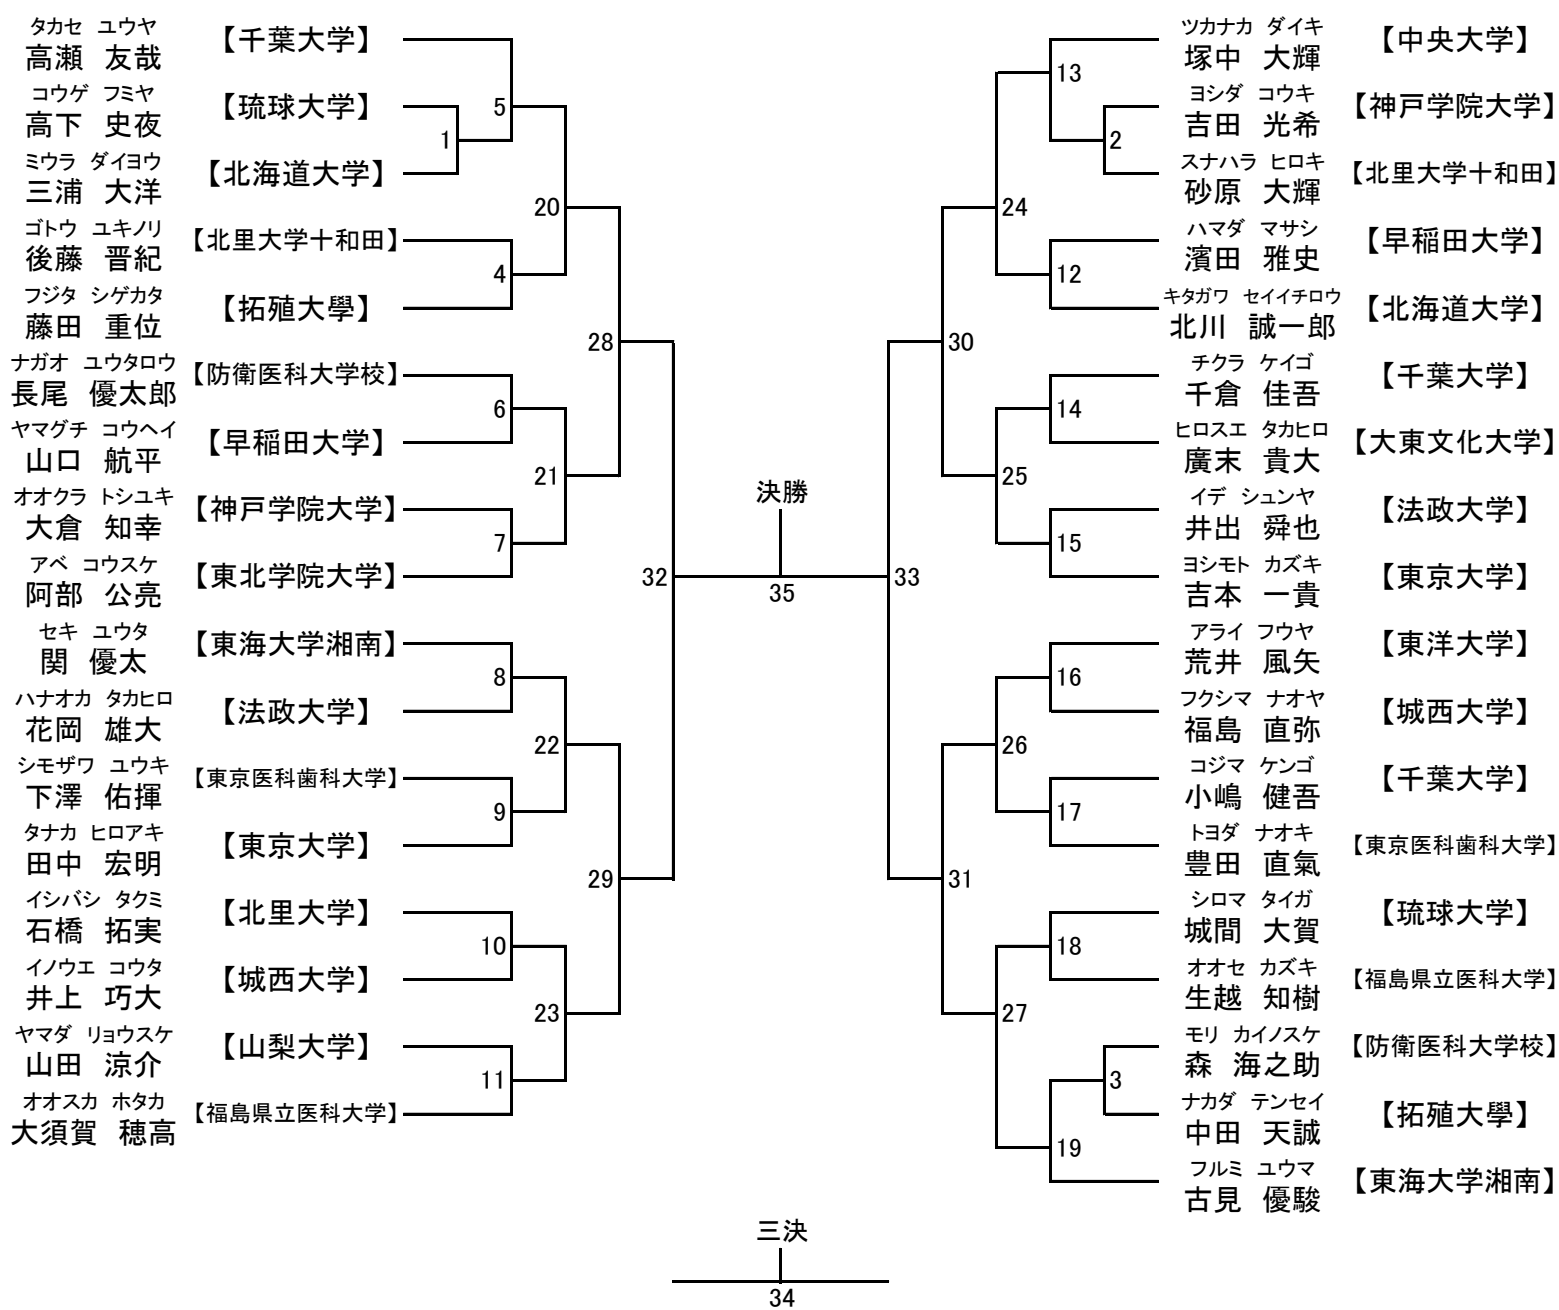 タカセ ユウヤ
高瀬 友哉 【千葉大学】
コウゲ フミヤ
高下 史夜 【琉球大学】
ミウラ ダイヨウ
三浦 大洋 【北海道大学】
ゴトウ ユキノリ
後藤 晋紀 【北里大学十和田】
フジタ シゲカタ
藤田 重位 【拓殖大學】
ナガオ ユウタロウ
長尾 優太郎 【防衛医科大学校】
ヤマグチ コウヘイ
山口 航平 【早稲田大学】
オオクラ トシユキ
大倉 知幸 【神戸学院大学】
アベ コウスケ
阿部 公亮 【東北学院大学】
セキ ユウタ
関 優太 【東海大学湘南】
ハナオカ タカヒロ
花岡 雄大 【法政大学】
シモザワ ユウキ
下澤 佑揮 【東京医科歯科大学】
タナカ ヒロアキ
田中 宏明 【東京大学】
イシバシ タクミ
石橋 拓実 【北里大学】
イノウエ コウタ
井上 巧大 【城西大学】
ヤマダ リョウスケ
山田 涼介 【山梨大学】
オオスカ ホタカ
大須賀 穂高 【福島県立医科大学】
5
1
20
4
28
6
21
7
32
8
22
9
29
10
23
11
決勝
35
33
13
2
24
12
30
14
25
15
16
26
17
31
18
27
3
19
ツカナカ ダイキ
塚中 大輝 【中央大学】
ヨシダ コウキ
吉田 光希 【神戸学院大学】
スナハラ ヒロキ
砂原 大輝 【北里大学十和田】
ハマダ マサシ
濱田 雅史 【早稲田大学】
キタガワ セイイチロウ
北川 誠一郎 【北海道大学】
チクラ ケイゴ
千倉 佳吾 【千葉大学】
ヒロスエ タカヒロ
廣末 貴大 【大東文化大学】
イデ シュンヤ
井出 舜也 【法政大学】
ヨシモト カズキ
吉本 一貴 【東京大学】
アライ フウヤ
荒井 風矢 【東洋大学】
フクシマ ナオヤ
福島 直弥 【城西大学】
コジマ ケンゴ
小嶋 健吾 【千葉大学】
トヨダ ナオキ
豊田 直氣 【東京医科歯科大学】
シロマ タイガ
城間 大賀 【琉球大学】
オオセ カズキ
生越 知樹 【福島県立医科大学】
モリ カイノスケ
森 海之助 【防衛医科大学校】
ナカダ テンセイ
中田 天誠 【拓殖大學】
フルミ ユウマ
古見 優駿 【東海大学湘南】
三決
34